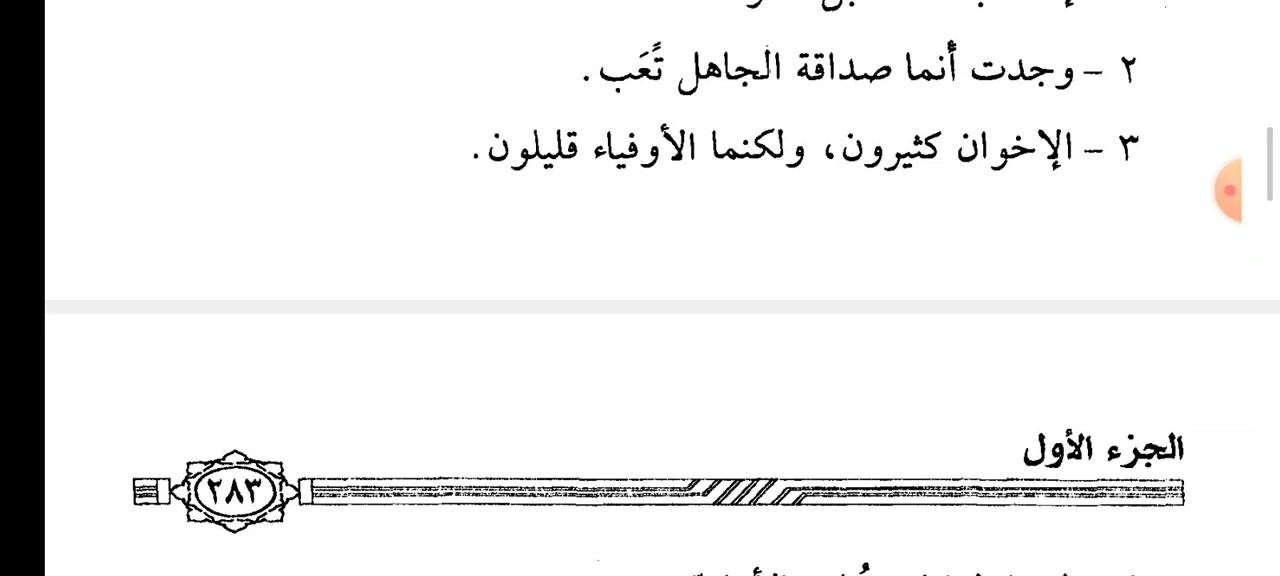 ٢ - وجدت أنما صداقة الجاهل تًعَب .
٣ - الإخوان كثيرون، ولكنما الأوفياء قليلون.
الجزء الأول
٢٨٣